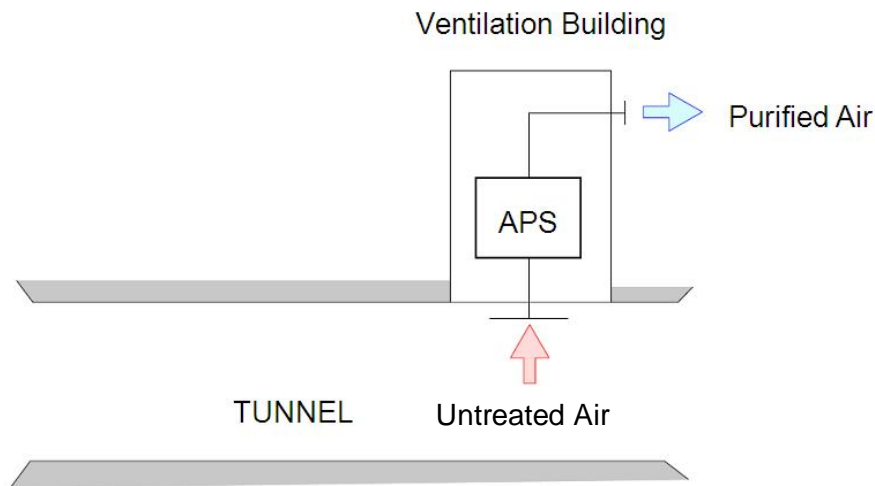 Ventilation Building
Purified Air
APS
TUNNEL
Untreated Air